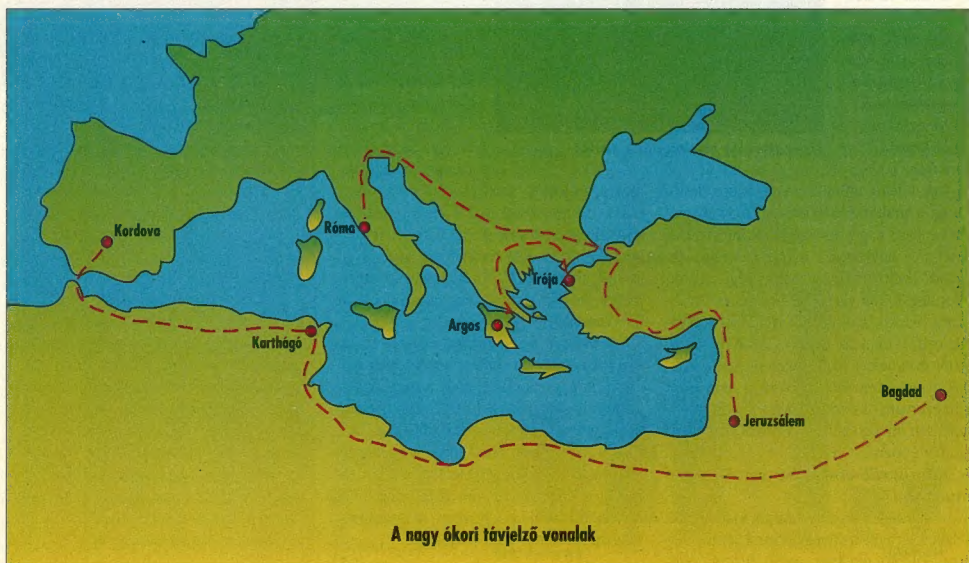 Kordova
Róma
Trója
Argos
Karthágó
Bagdad
Jeruzsálem
A nagy ókori távjelző vonalak